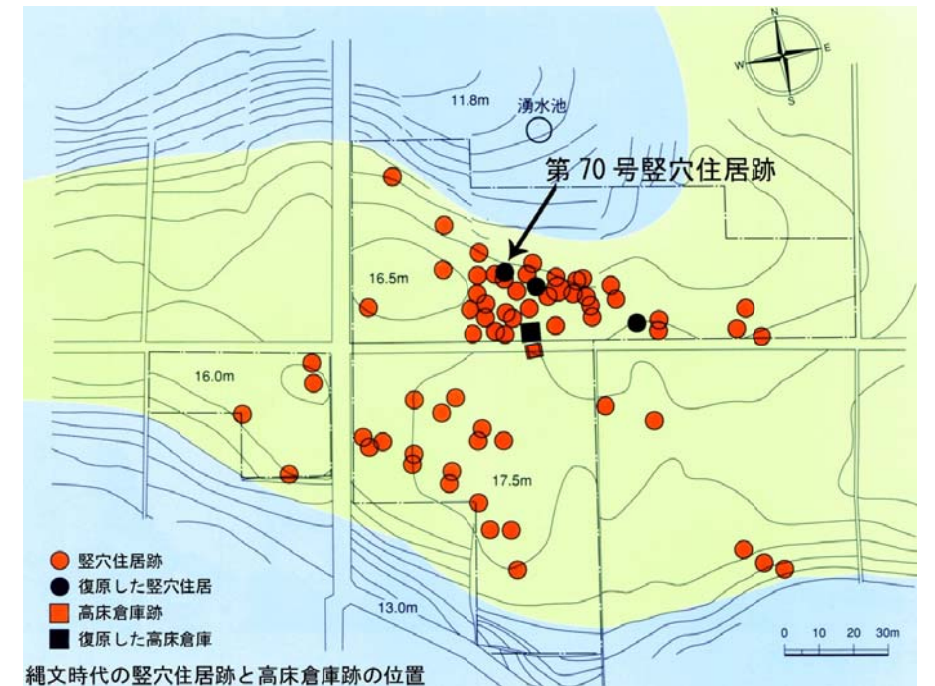 N
W
E
S
11.8m
湧水池
第70号竪穴住居跡
16.5m
16.0m
17.5m
13.0m
竪穴住居跡
復原した竪穴住居
高床倉庫跡
復原した高床倉庫
0 10 20 30m
縄文時代の竪穴住居跡と高床倉庫跡の位置